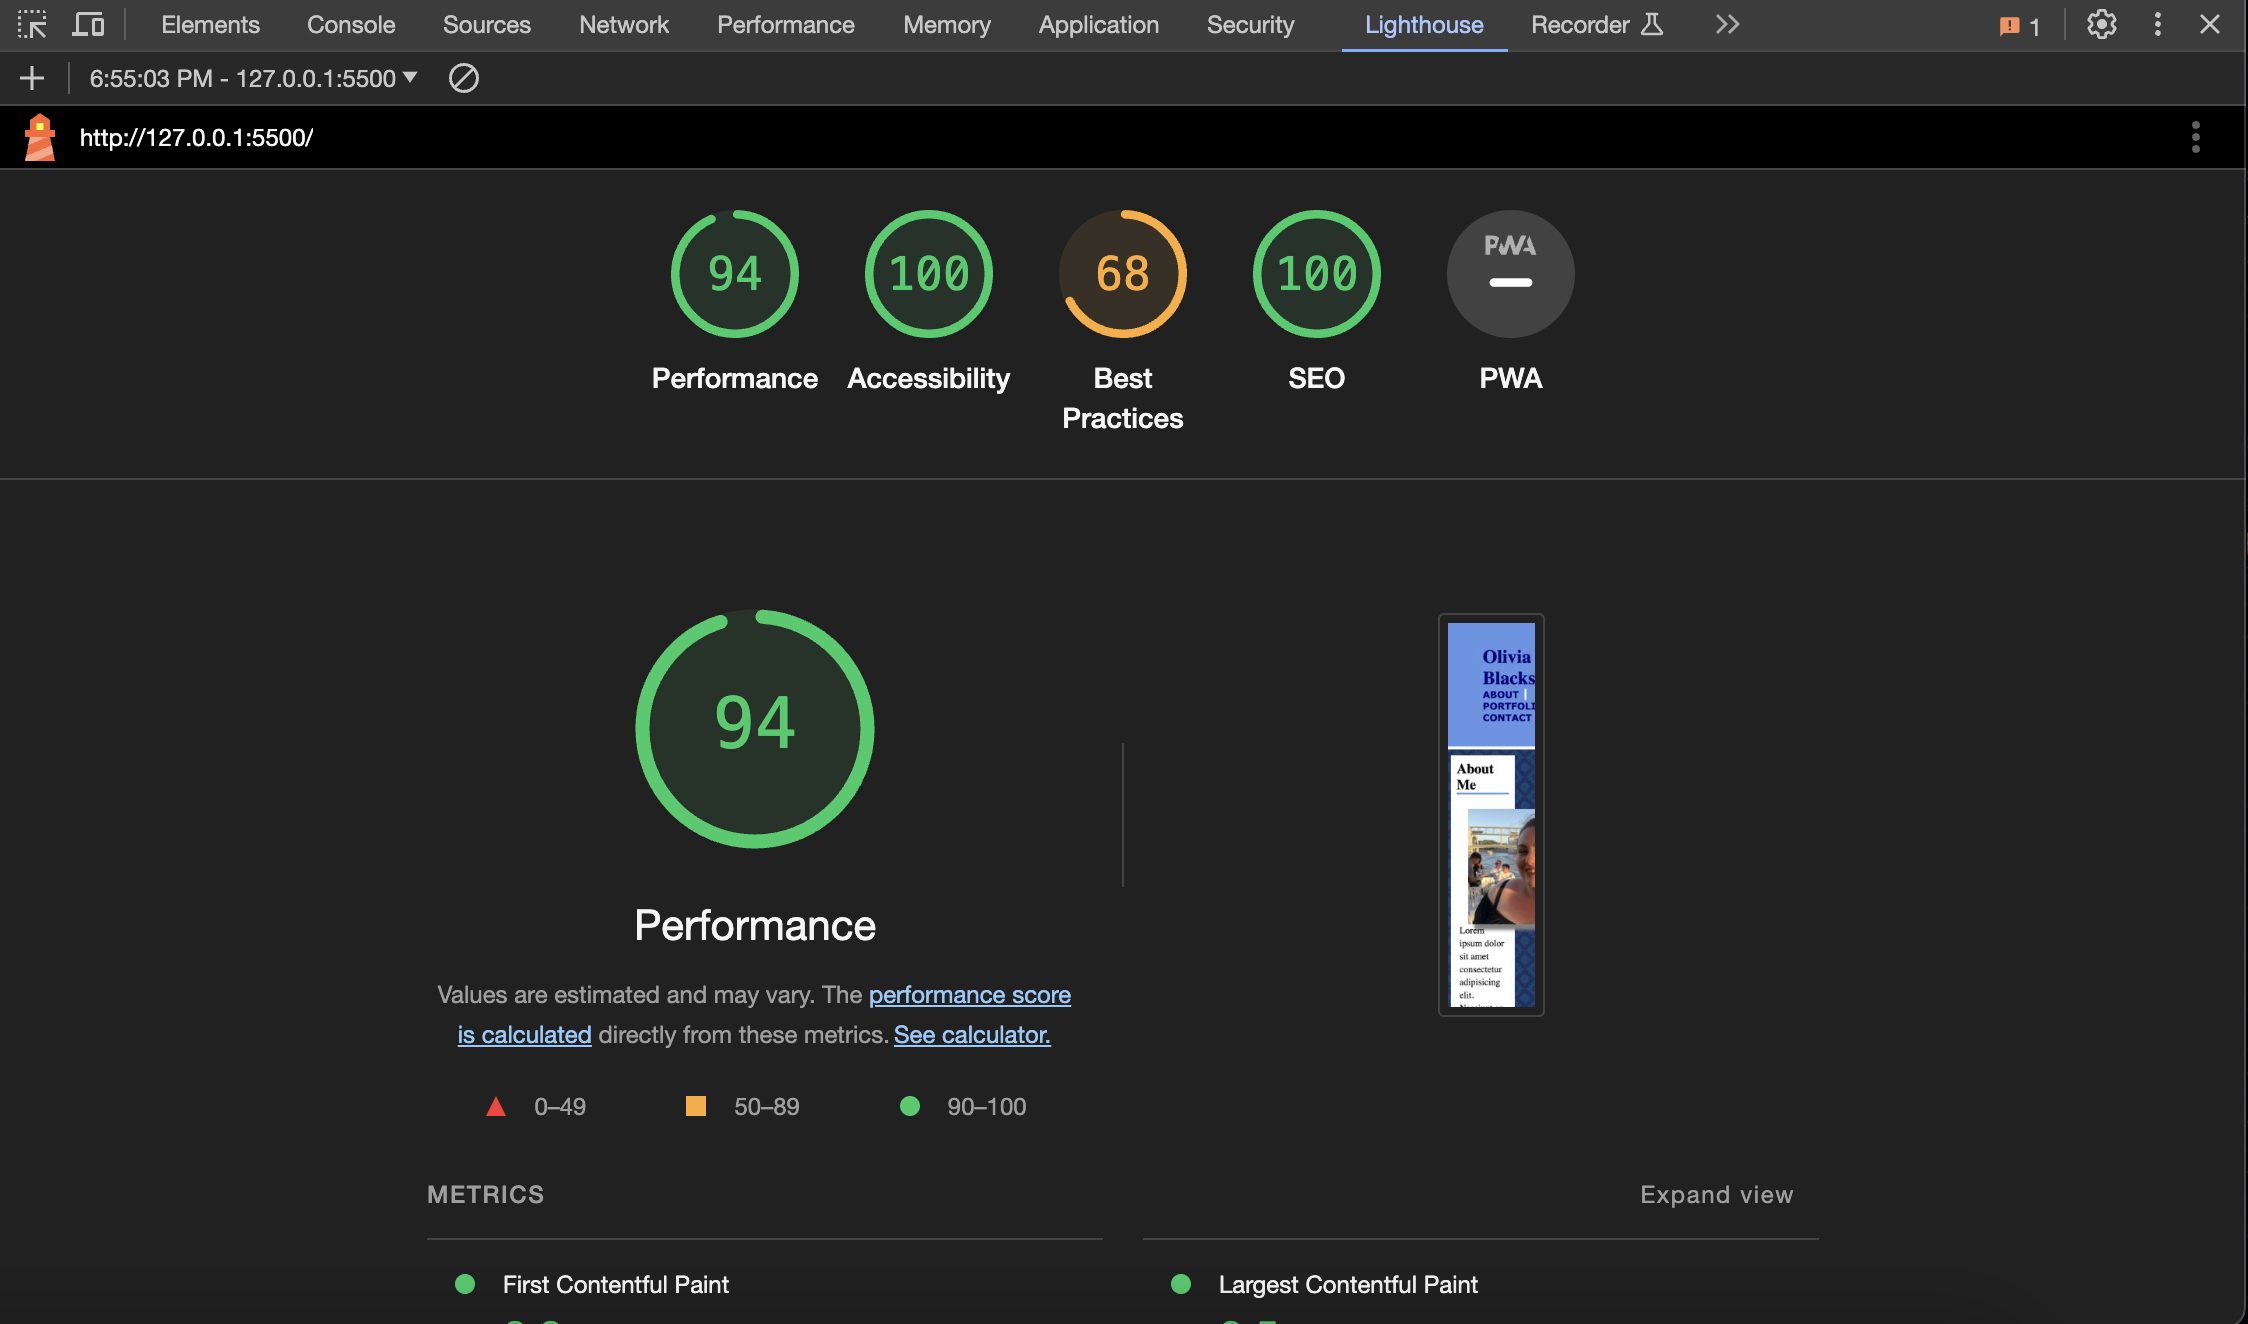 Elements Console Sources Network Performance Memory Application Security Lighthouse Recorder 1
6:55:03 PM - 127.0.0.1:5500
http://127.0.0.1:5500/
94 100 68 100 PWA
Performance Accessibility Best Practices SEO PWA
94
Performance
Values are estimated and may vary. The performance score
is calculated directly from these metrics. See calculator.
0–49 50–89 90–100
Olivia
Blacks
ABOUT |
PORTFOLI
CONTACT
About
Me
Lorem
ipsum dolor
sit amet
consectetur
adipisicing
elit.
METRICS
Expand view
First Contentful Paint
Largest Contentful Paint